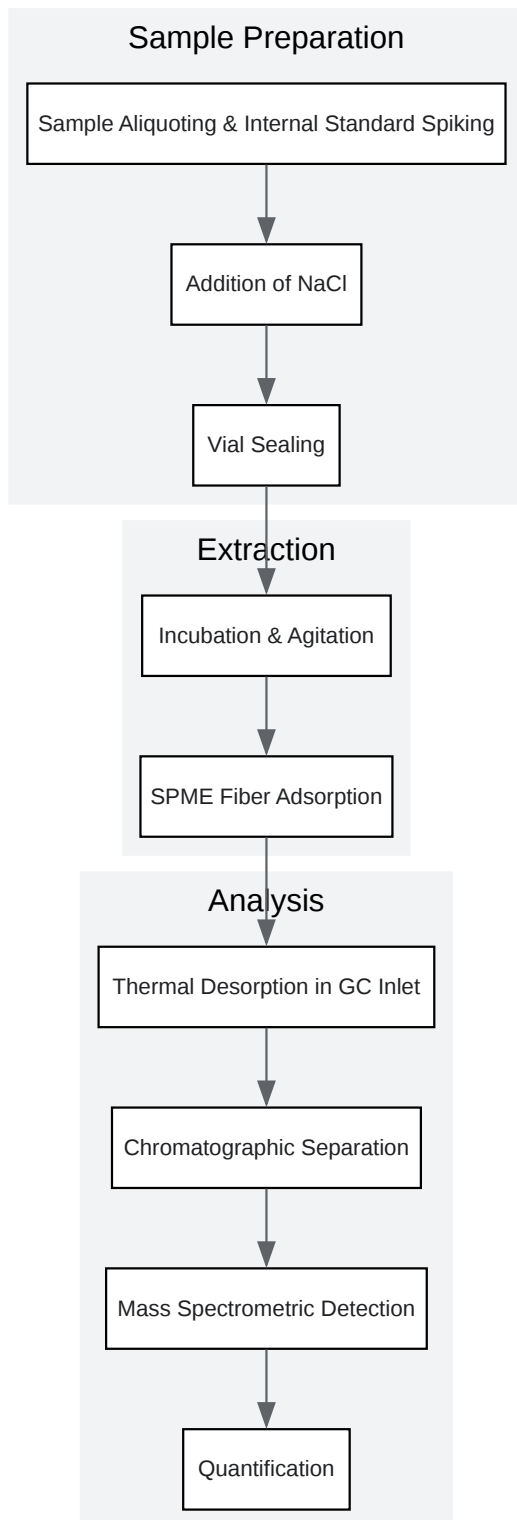 Sample Preparation
Sample Aliquoting & Internal Standard Spiking
Addition of NaCl
Vial Sealing
Extraction
Incubation & Agitation
SPME Fiber Adsorption
Analysis
Thermal Desorption in GC Inlet
Chromatographic Separation
Mass Spectrometric Detection
Quantification